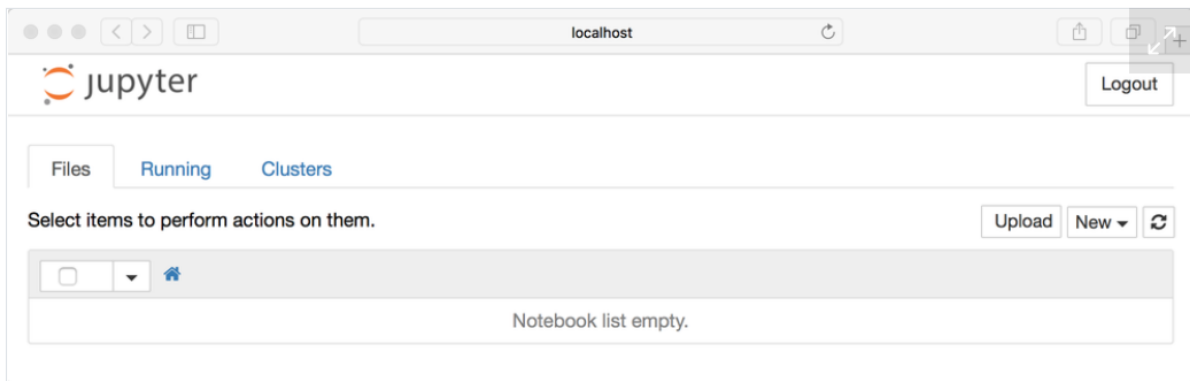 localhost
jupyter
Logout
Files Running Clusters
Select items to perform actions on them.
Upload New
Notebook list empty.